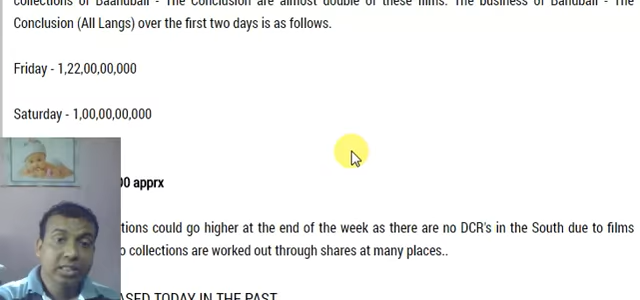 collections of Baahubali - The Conclusion are almost double of these films. The business of Bahubali - The
Conclusion (All Langs) over the first two days is as follows.
Friday - 1,22,00,00,000
Saturday - 1,00,00,00,000
00 apprx
tions could go higher at the end of the week as there are no DCR's in the South due to films
collections are worked out through shares at many places..
ASED TODAY IN THE PAST